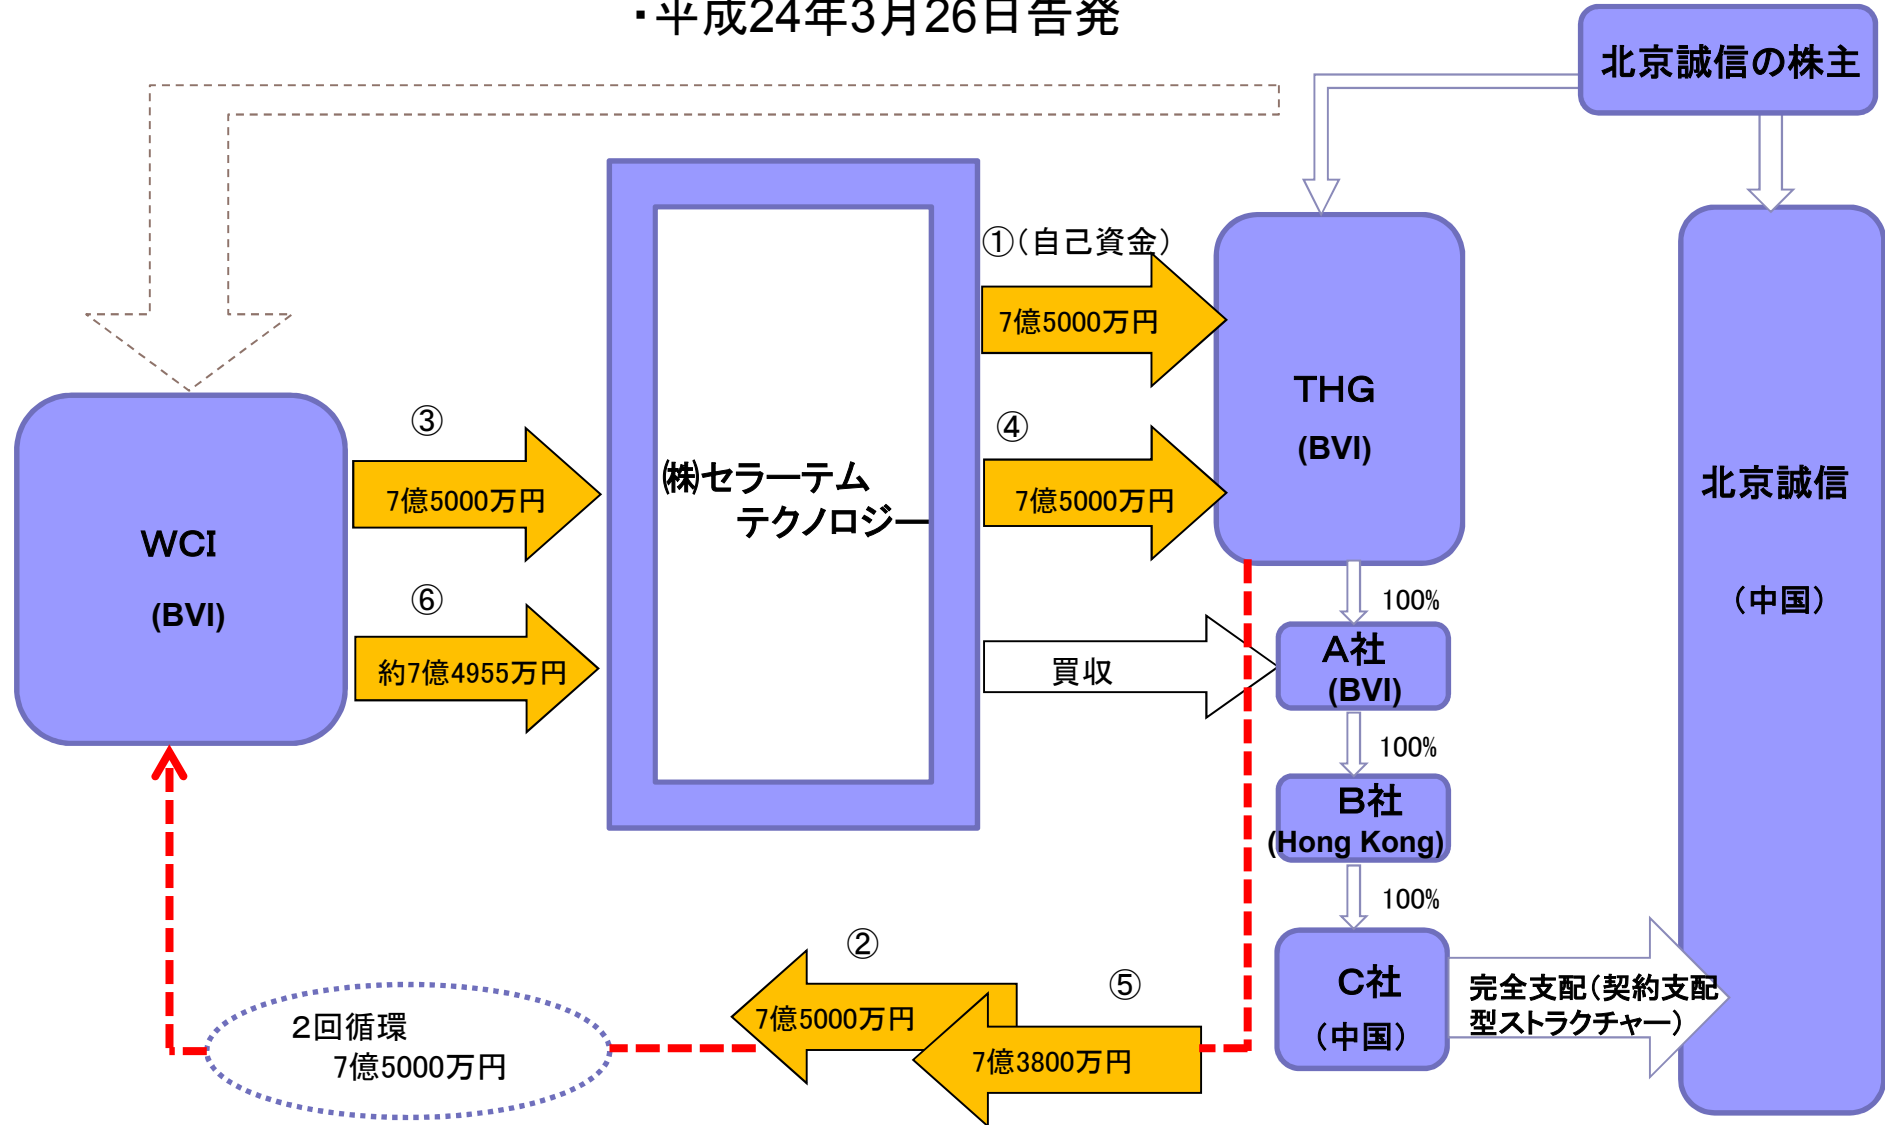 ・平成24年3月26日告発
北京誠信の株主
①（自己資金）
7億5000万円
THG
(BVI)
③
④
7億5000万円
7億5000万円
㈱セラーテム
テクノロジー
北京誠信
（中国）
WCI
(BVI)
⑥
約7億4955万円
100%
買収
A社
(BVI)
100%
B社
(Hong Kong)
100%
②
⑤
C社
（中国）
完全支配（契約支配
型ストラクチャー）
7億5000万円
7億3800万円
2回循環
7億5000万円